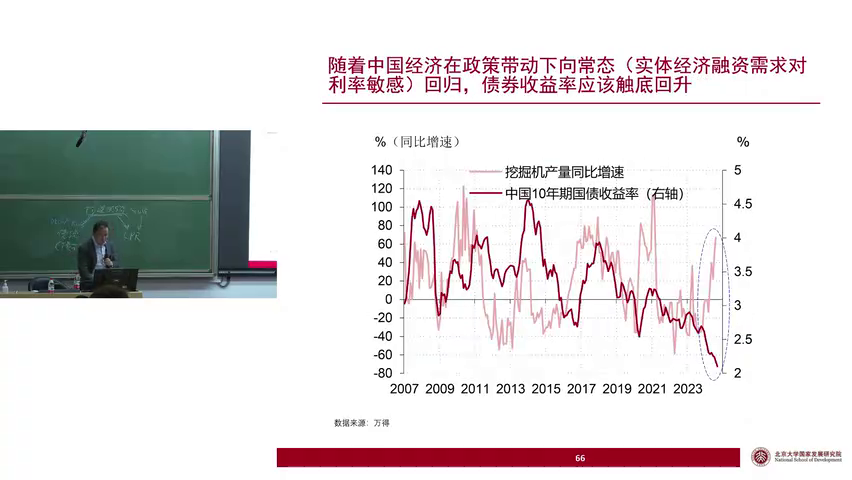 随着中国经济在政策带动下向常态（实体经济融资需求对
利率敏感）回归，债券收益率应该触底回升
%（同比增速）
%
挖掘机产量同比增速
中国10年期国债收益率（右轴）
140
120
100
80
60
40
20
0
-20
-40
-60
-80
5
4.5
4
3.5
3
2.5
2
2007 2009 2011 2013 2015 2017 2019 2021 2023
数据来源：万得
66
北京大学国家发展研究院
National School of Development